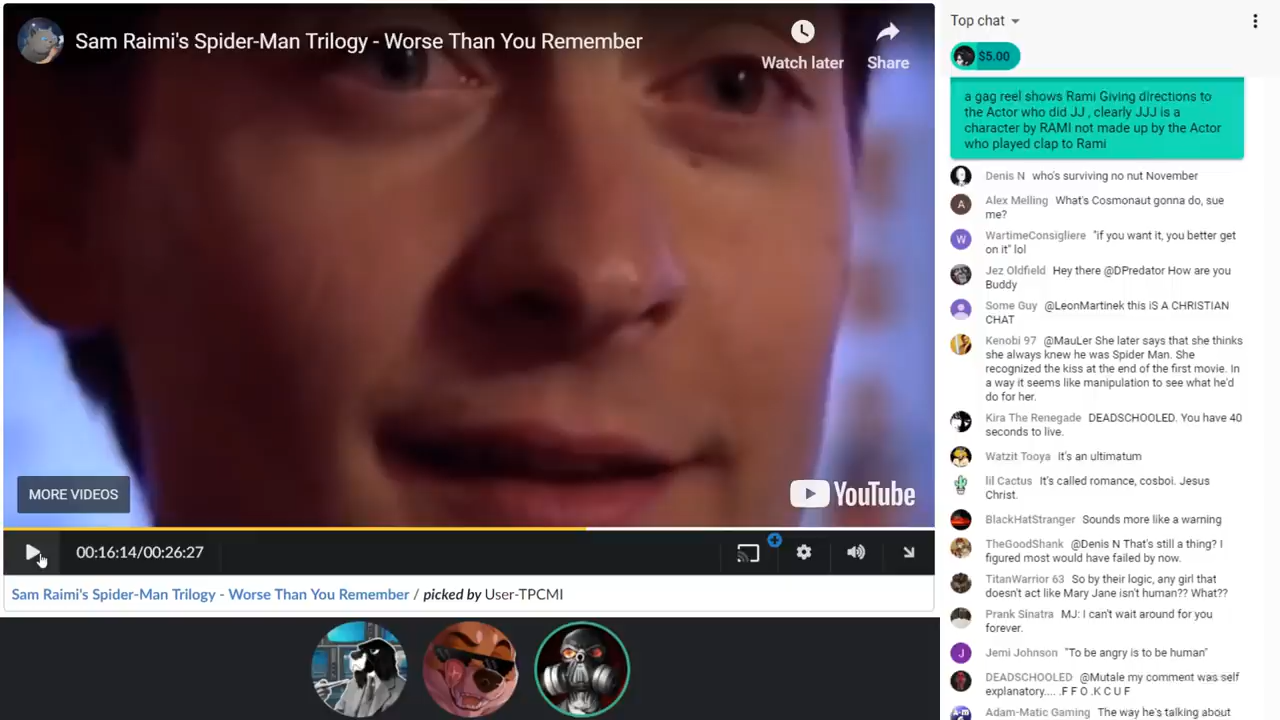 Sam Raimi's Spider-Man Trilogy - Worse Than You Remember
Watch later
Share
MORE VIDEOS
YouTube
00:16:14/00:26:27
Sam Raimi's Spider-Man Trilogy - Worse Than You Remember / picked by User-TPCMI
Top chat
$5.00
a gag reel shows Rami Giving directions to
the Actor who did JJ , clearly JJJ is a
character by RAMI not made up by the Actor
who played clap to Rami
Denis N who's surviving no nut November
A
Alex Melling What's Cosmonaut gonna do, sue
me?
W
WartimeConsigliere "if you want it, you better get
on it" lol
Jez Oldfield Hey there @DPredator How are you
Buddy
Some Guy @LeonMartinek this iS A CHRISTIAN
CHAT
Kenobi 97 @MauLer She later says that she thinks
she always knew he was Spider Man. She
recognized the kiss at the end of the first movie. In
a way it seems like manipulation to see what he'd
do for her.
Kira The Renegade DEADSCHOOLED. You have 40
seconds to live.
Watzit Tooya It's an ultimatum
lil Cactus It's called romance, cosboi. Jesus
Christ.
BlackHatStranger Sounds more like a warning
TheGoodShank @Denis N That's still a thing? I
figured most would have failed by now.
TitanWarrior 63 So by their logic, any girl that
doesn't act like Mary Jane isn't human?? What??
Prank Sinatra MJ: I can't wait around for you
forever.
J
Jemi Johnson "To be angry is to be human"
DEADSCHOOLED @Mutale my comment was self
explanatory.... .F F O .K C U F
A-m
Adam-Matic Gaming The way he's talking about